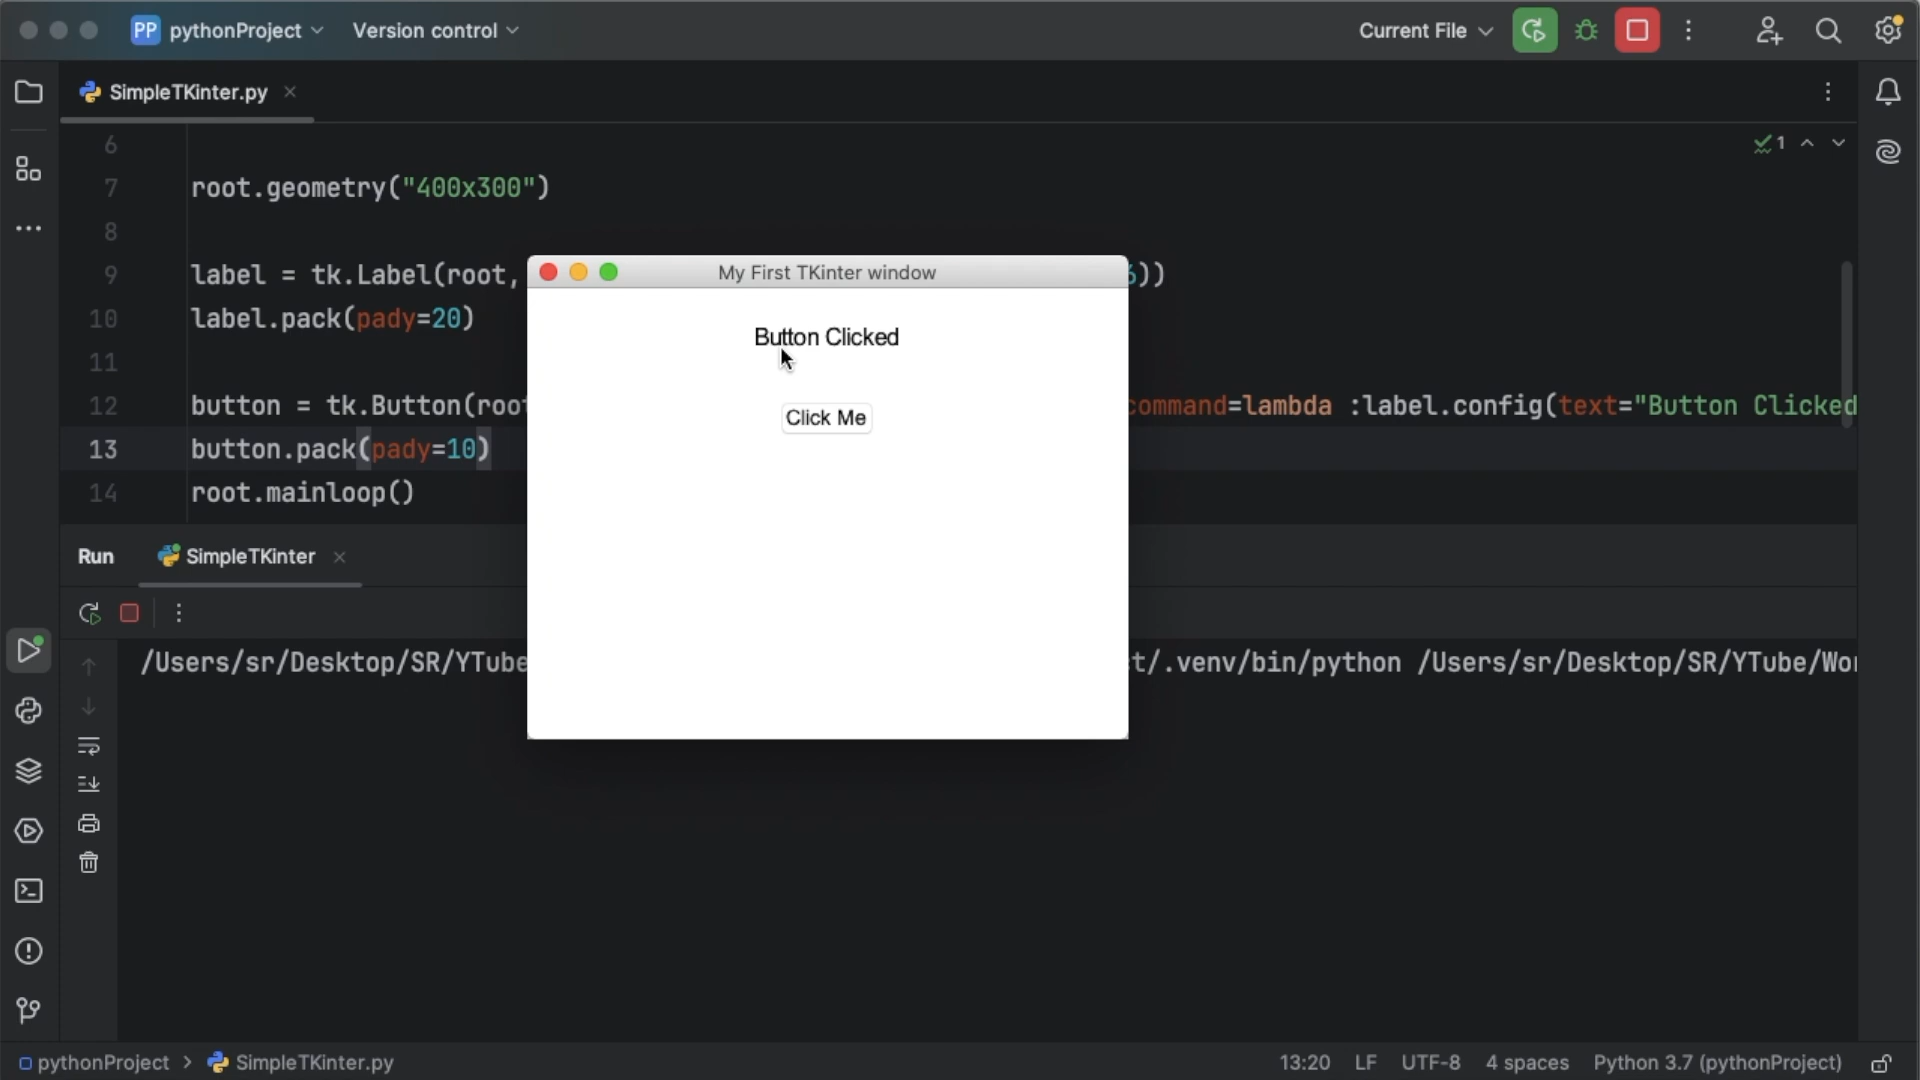 PP pythonProject Version control Current File
SimpleTKinter.py
1
6
7 root.geometry("400x300")
8
9 label = tk.Label(root, ))
10 label.pack(pady=20)
11
12 button = tk.Button(root command=lambda :label.config(text="Button Clicked
13 button.pack(pady=10)
14 root.mainloop()
My First TKinter window
Button Clicked
Click Me
Run SimpleTKinter
/Users/sr/Desktop/SR/YTube t/.venv/bin/python /Users/sr/Desktop/SR/YTube/Wor
pythonProject > SimpleTKinter.py 13:20 LF UTF-8 4 spaces Python 3.7 (pythonProject)